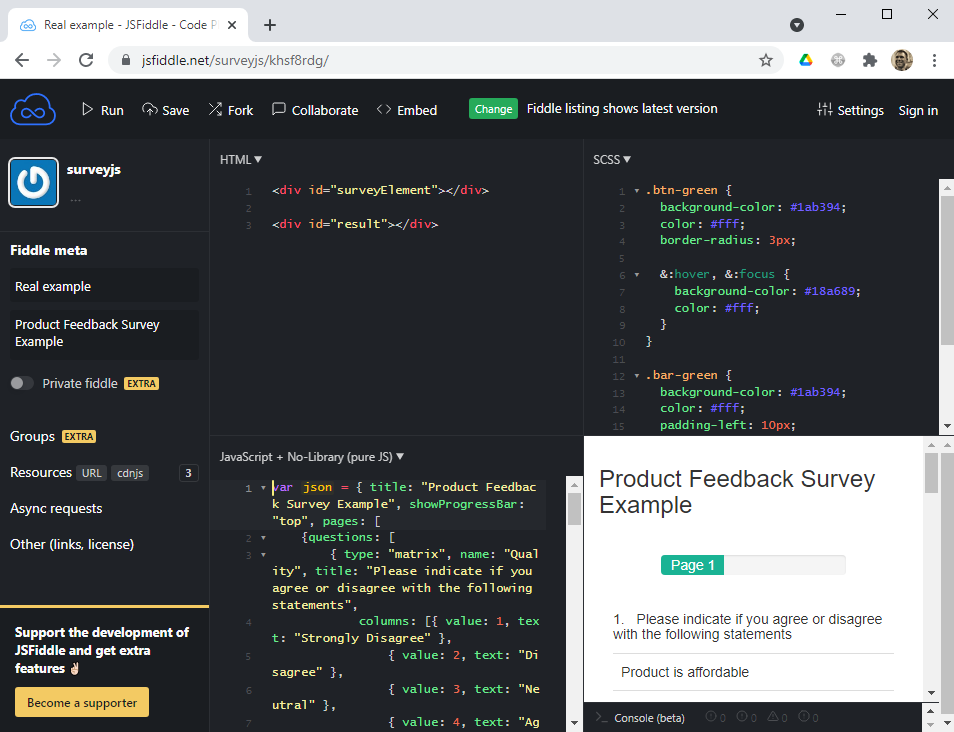 Real example - JSFiddle - Code P
jsfiddle.net/surveyjs/khsf8rdg/
Run
Save
Fork
Collaborate
Embed
Change
Fiddle listing shows latest version
Settings
Sign in
surveyjs
...
Fiddle meta
Real example
Product Feedback Survey
Example
Private fiddle EXTRA
Groups EXTRA
Resources URL cdnjs 3
Async requests
Other (links, license)
Support the development of
JSFiddle and get extra
features ✌🏻
Become a supporter
HTML ▼
1 <div id="surveyElement"></div>
2
3 <div id="result"></div>
SCSS ▼
1 .btn-green {
2 background-color: #1ab394;
3 color: #fff;
4 border-radius: 3px;
5
6 &:hover, &:focus {
7 background-color: #18a689;
8 color: #fff;
9 }
10 }
11
12 .bar-green {
13 background-color: #1ab394;
14 color: #fff;
15 padding-left: 10px;
JavaScript + No-Library (pure JS) ▼
1 var json = { title: "Product Feedbac
k Survey Example", showProgressBar:
"top", pages: [
2 {questions: [
3 { type: "matrix", name: "Qual
ity", title: "Please indicate if you
agree or disagree with the following
statements",
4 columns: [{ value: 1, tex
t: "Strongly Disagree" },
5 { value: 2, text: "Di
sagree" },
6 { value: 3, text: "Ne
utral" },
7 { value: 4, text: "Ag
Product Feedback Survey
Example
Page 1
1. Please indicate if you agree or disagree
with the following statements
Product is affordable
>_ Console (beta) 0 0 0 0